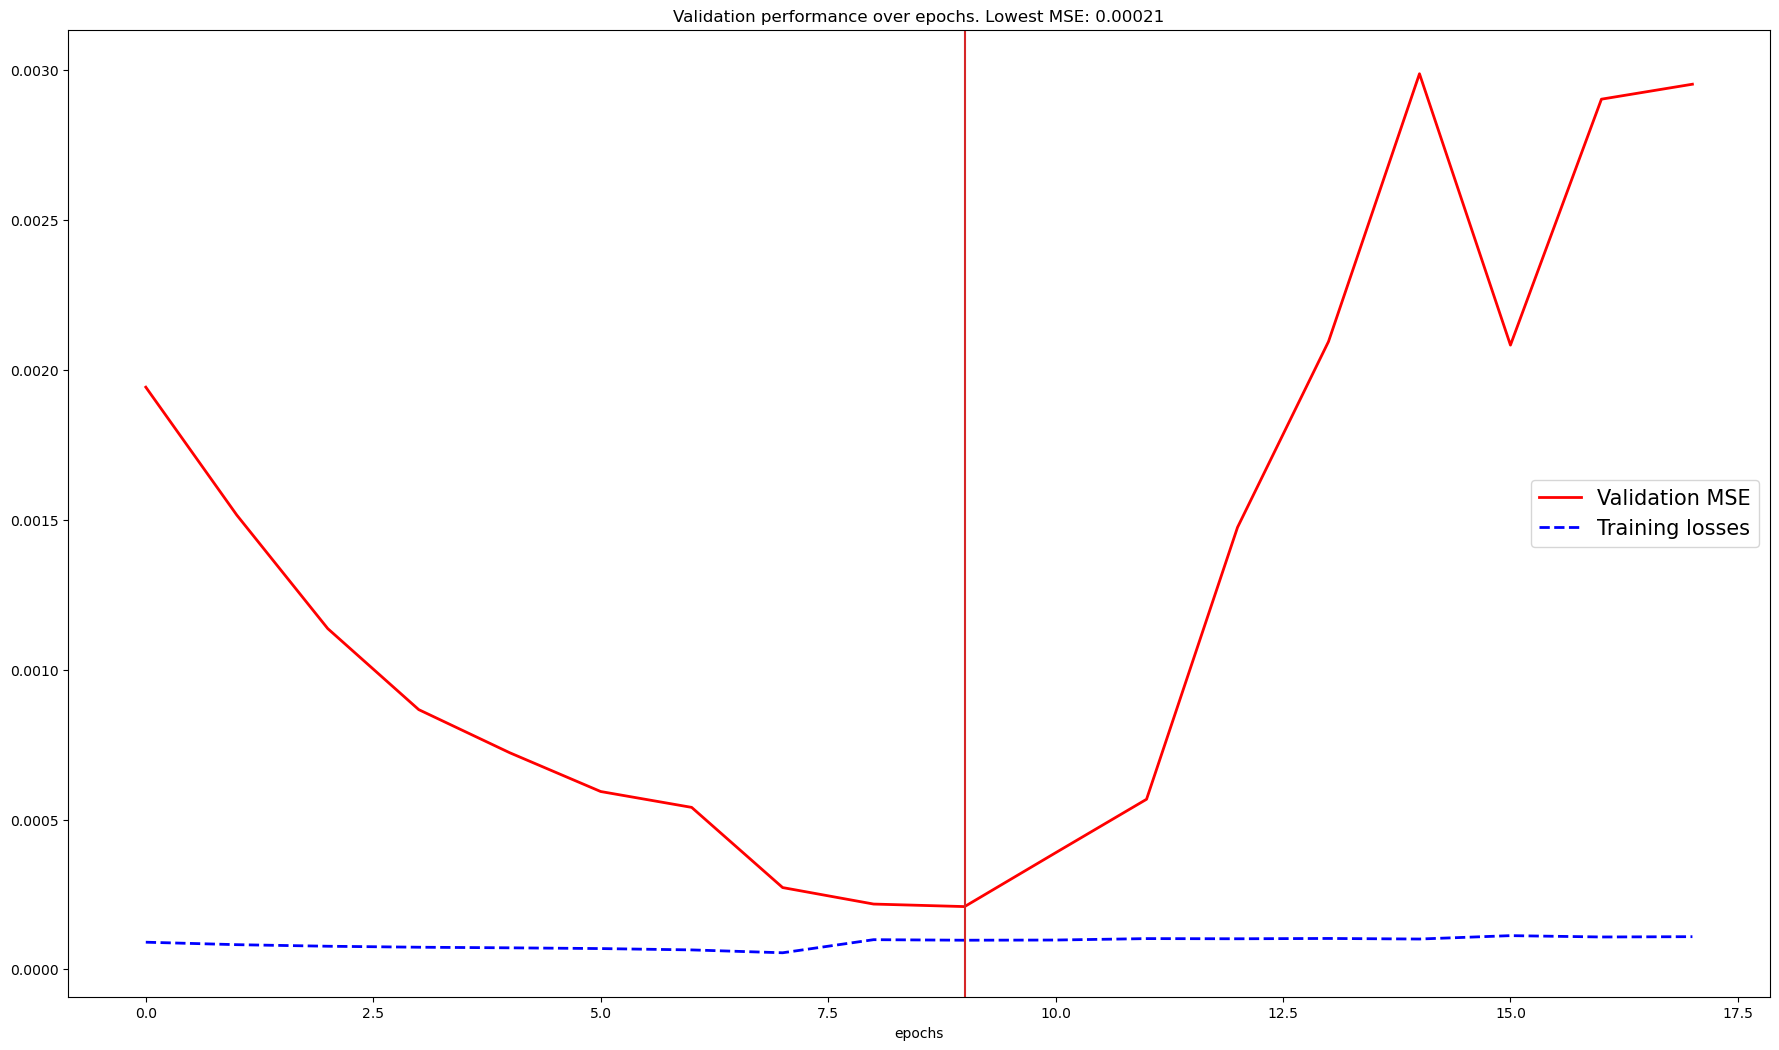 Validation performance over epochs. Lowest MSE: 0.00021
0.0030
0.0025
0.0020
0.0015
0.0010
0.0005
0.0000
Validation MSE
Training losses
0.0 2.5 5.0 7.5 10.0 12.5 15.0 17.5
epochs